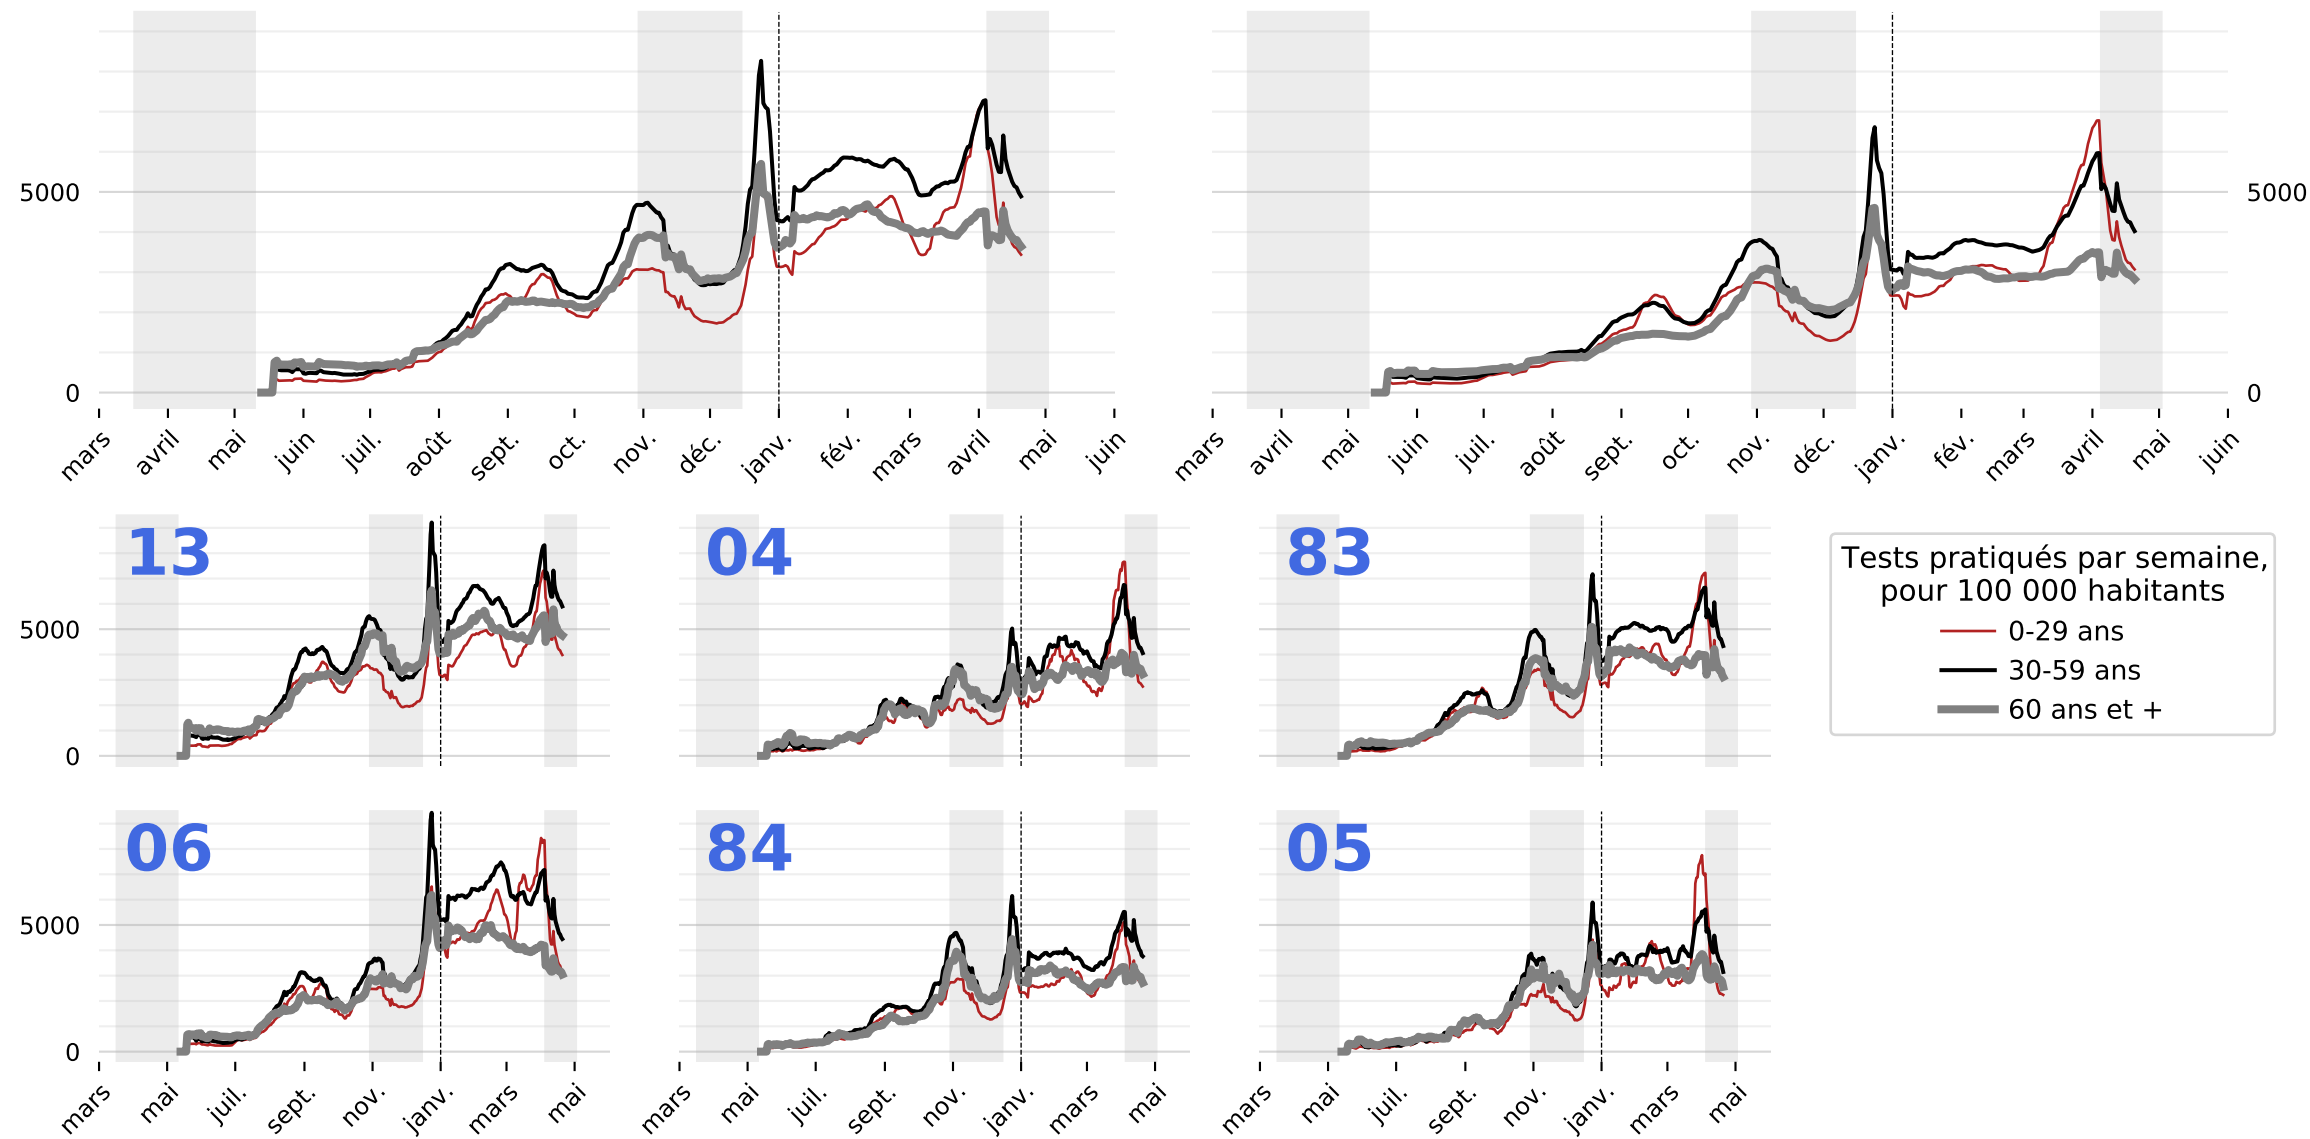 5000
0
mars avril mai juin juil. août sept. oct. nov. déc. janv. fév. mars avril mai juin
5000
0
mars avril mai juin juil. août sept. oct. nov. déc. janv. fév. mars avril mai juin
13
5000
0
04
83
Tests pratiqués par semaine,
pour 100 000 habitants
0-29 ans
30-59 ans
60 ans et +
06
5000
0
mars mai juil. sept. nov. janv. mars mai
84
mars mai juil. sept. nov. janv. mars mai
05
mars mai juil. sept. nov. janv. mars mai